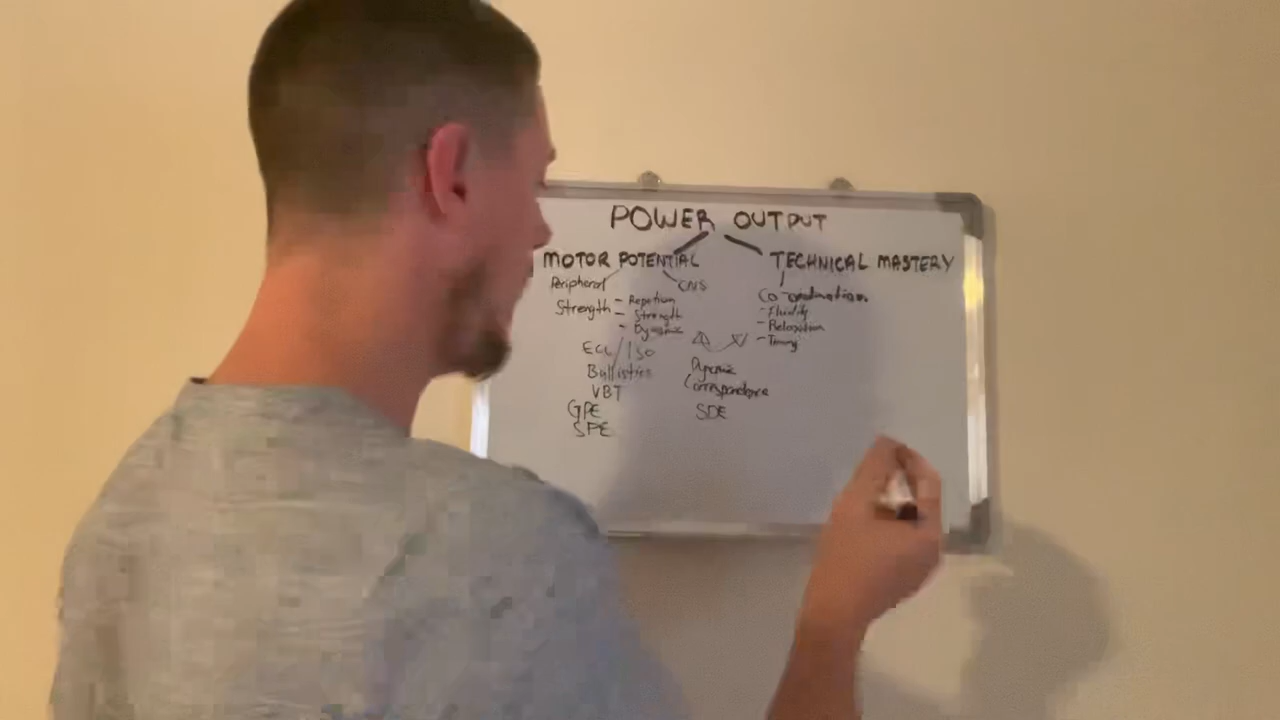 POWER OUTPUT
MOTOR POTENTIAL TECHNICAL MASTERY
Peripheral CNS Co-ordination
Strength - Repetition - Fluidity
- Strength - Relaxation
- Dynamic - Timing
ECC / ISO
Ballistics Dynamic
VBT Correspondence
GPE SDE
SPE